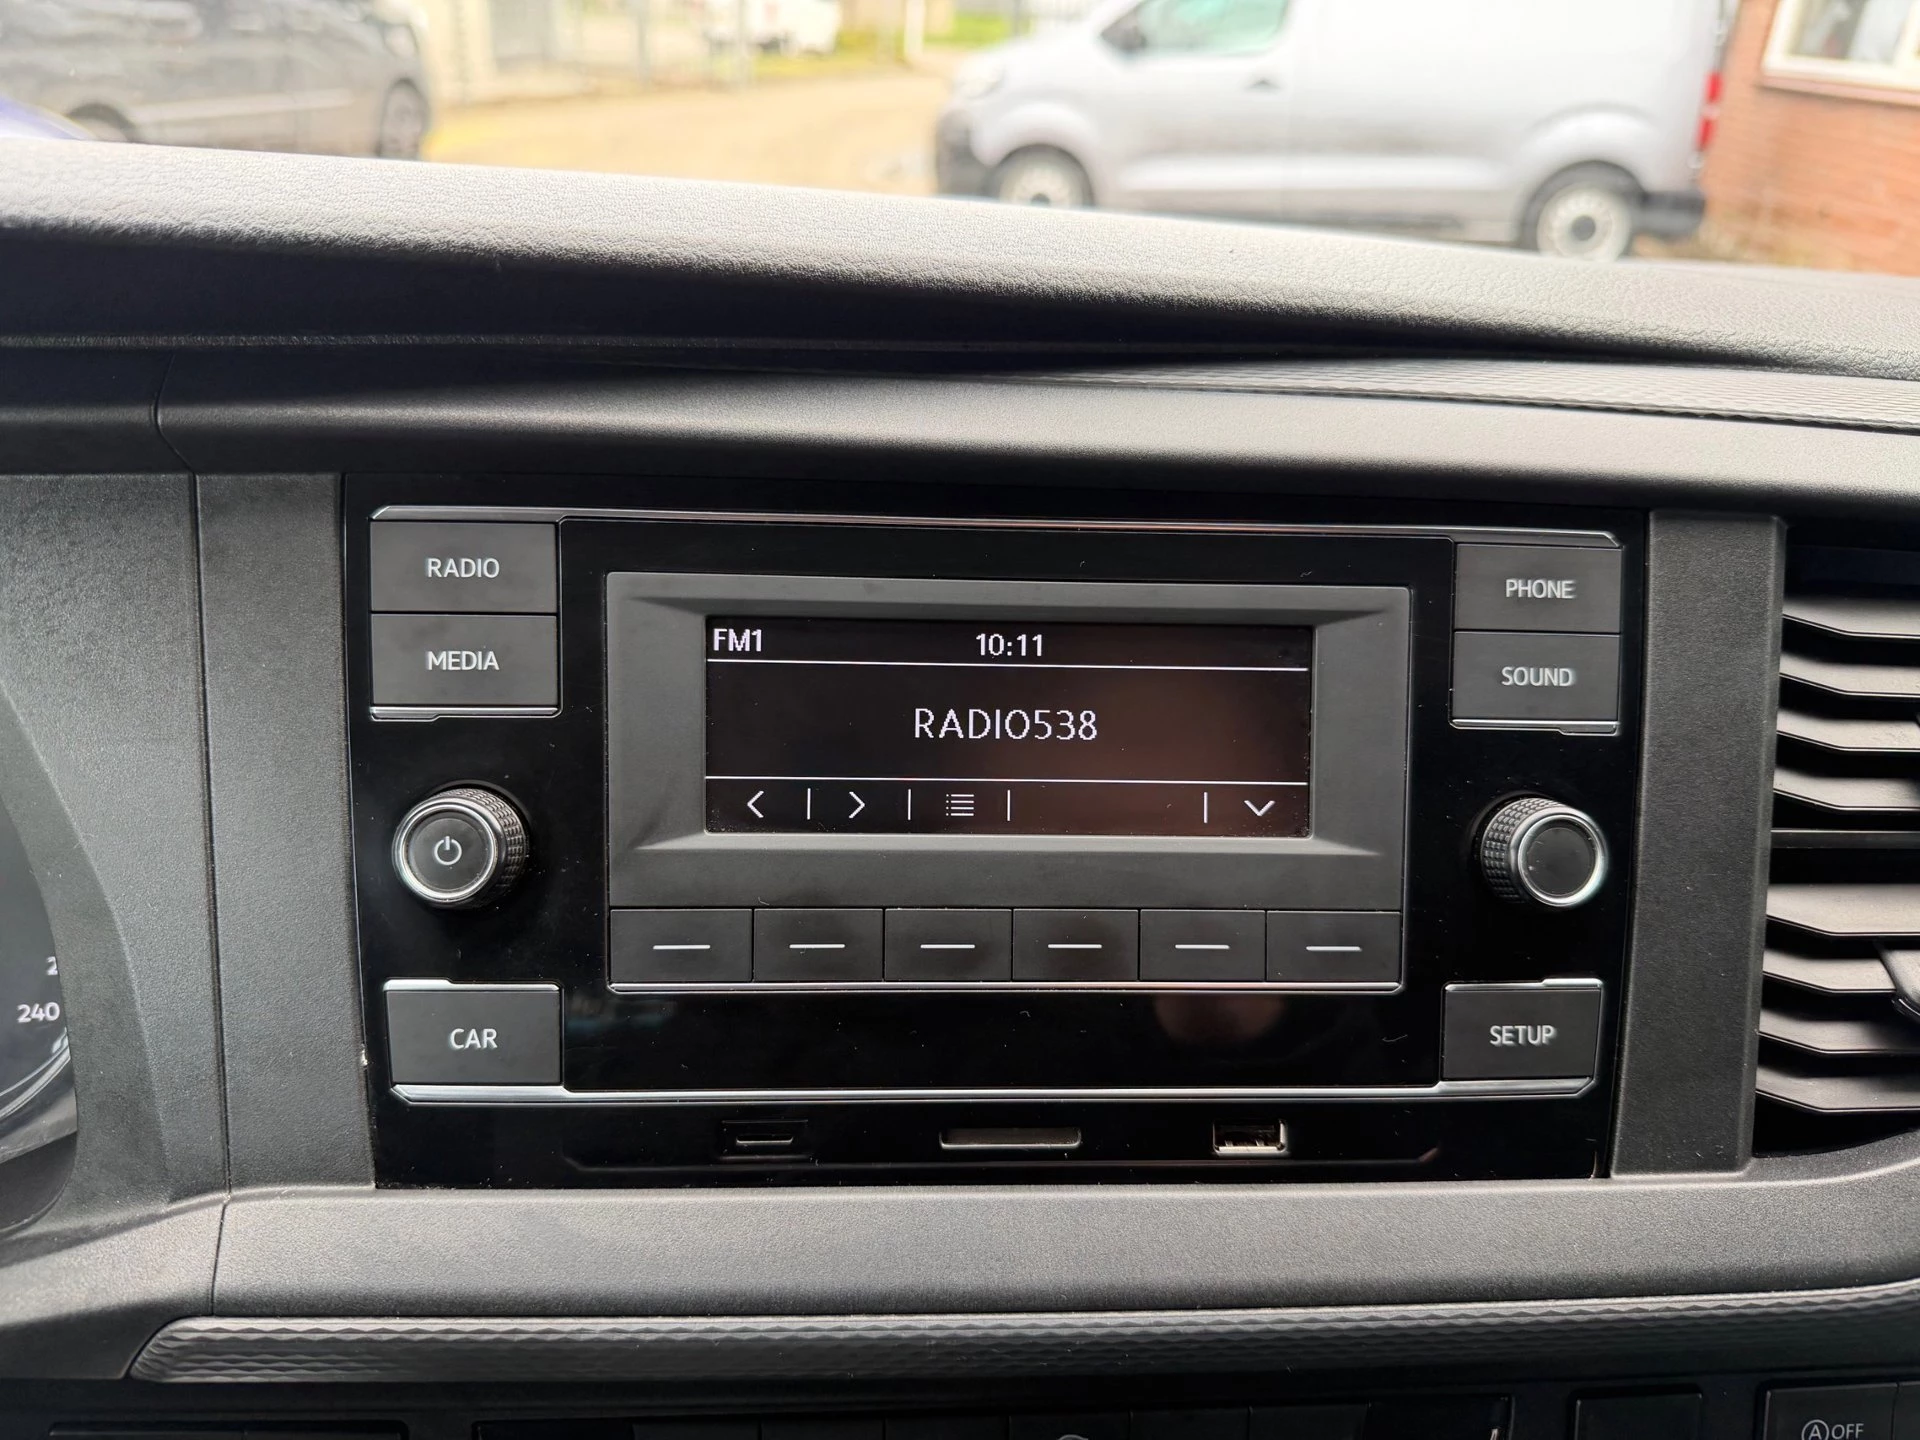 RADIO
MEDIA
FM1 10:11
RADIO538
PHONE
SOUND
CAR
SETUP
240
A OFF